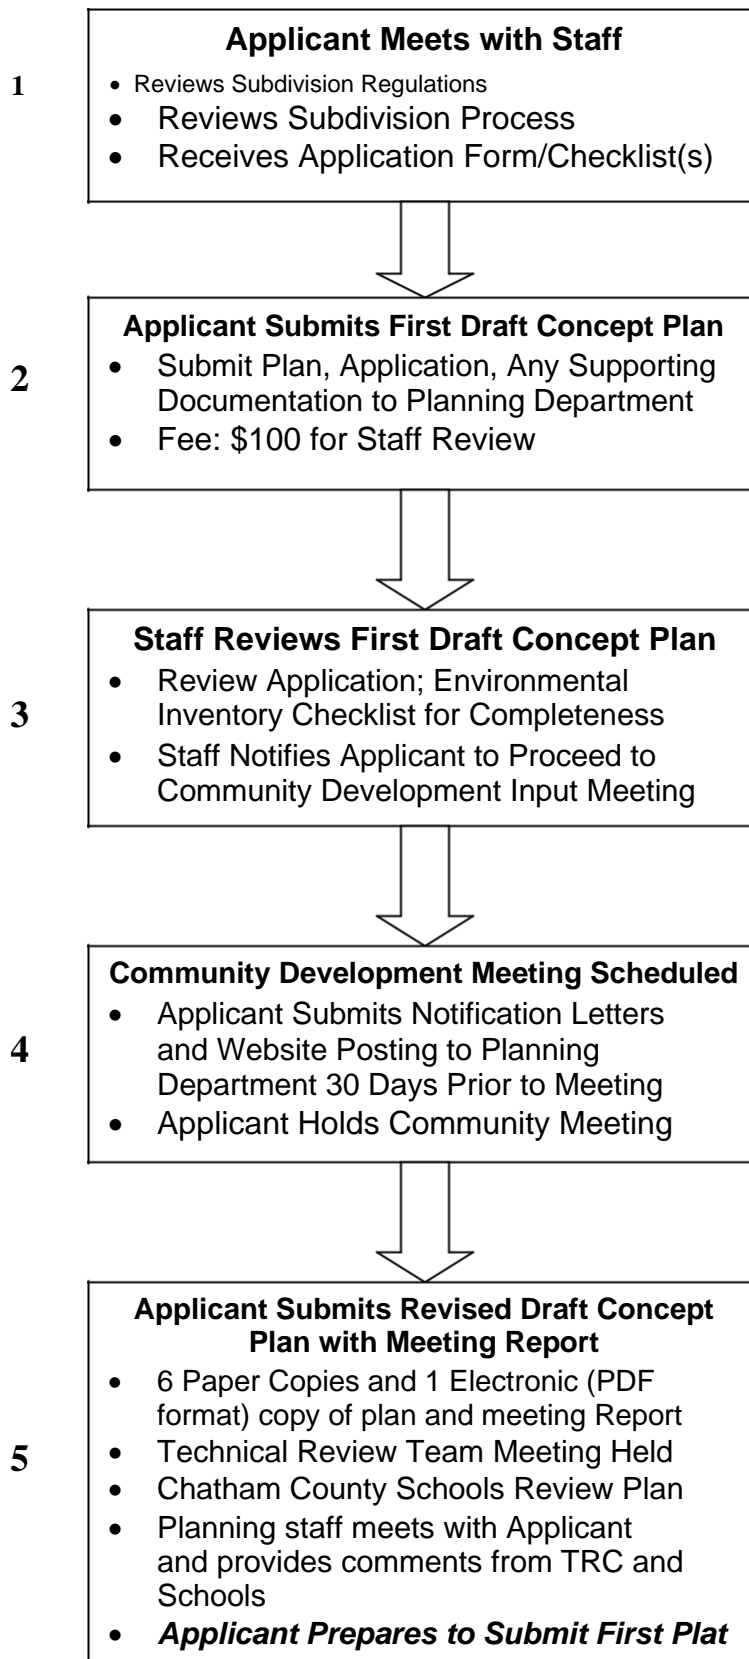 Applicant Meets with Staff
1
• Reviews Subdivision Regulations
• Reviews Subdivision Process
• Receives Application Form/Checklist(s)
Applicant Submits First Draft Concept Plan
2
• Submit Plan, Application, Any Supporting
Documentation to Planning Department
• Fee: $100 for Staff Review
Staff Reviews First Draft Concept Plan
3
• Review Application; Environmental
Inventory Checklist for Completeness
• Staff Notifies Applicant to Proceed to
Community Development Input Meeting
Community Development Meeting Scheduled
4
• Applicant Submits Notification Letters
and Website Posting to Planning
Department 30 Days Prior to Meeting
• Applicant Holds Community Meeting
Applicant Submits Revised Draft Concept
Plan with Meeting Report
5
• 6 Paper Copies and 1 Electronic (PDF
format) copy of plan and meeting Report
• Technical Review Team Meeting Held
• Chatham County Schools Review Plan
• Planning staff meets with Applicant
and provides comments from TRC and
Schools
• Applicant Prepares to Submit First Plat